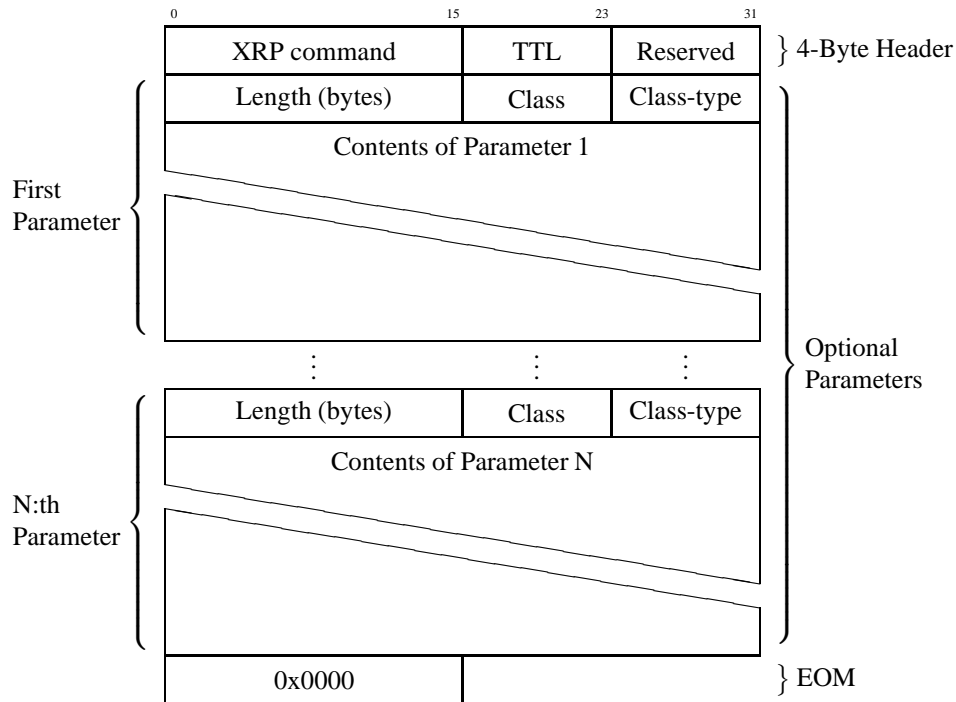 0 15 23 31
XRP command TTL Reserved } 4-Byte Header
Length (bytes) Class Class-type
Contents of Parameter 1
First
Parameter
⋮ ⋮ ⋮
Optional
Parameters
Length (bytes) Class Class-type
Contents of Parameter N
N:th
Parameter
0x0000 } EOM